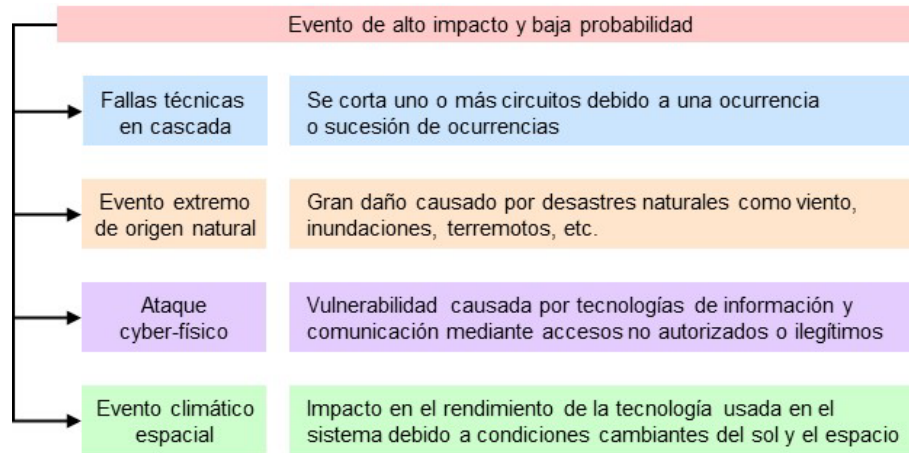 Evento de alto impacto y baja probabilidad
Fallas técnicas
en cascada
Se corta uno o más circuitos debido a una ocurrencia
o sucesión de ocurrencias
Evento extremo
de origen natural
Gran daño causado por desastres naturales como viento,
inundaciones, terremotos, etc.
Ataque
cyber-físico
Vulnerabilidad causada por tecnologías de información y
comunicación mediante accesos no autorizados o ilegítimos
Evento climático
espacial
Impacto en el rendimiento de la tecnología usada en el
sistema debido a condiciones cambiantes del sol y el espacio